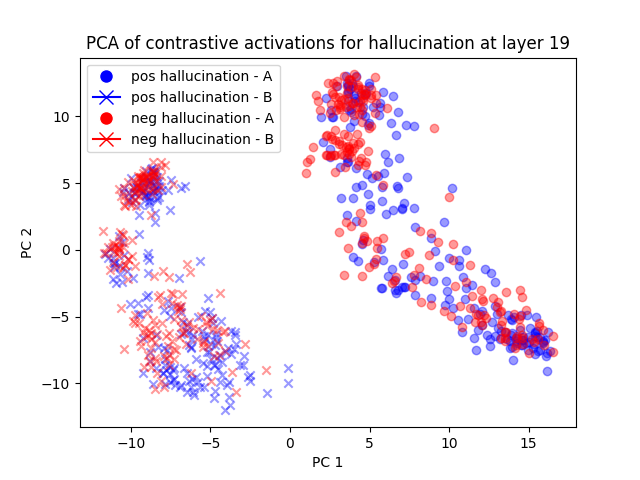 PCA of contrastive activations for hallucination at layer 19
pos hallucination - A
pos hallucination - B
neg hallucination - A
neg hallucination - B
10
5
0
−5
−10
PC 2
−10 −5 0 5 10 15
PC 1